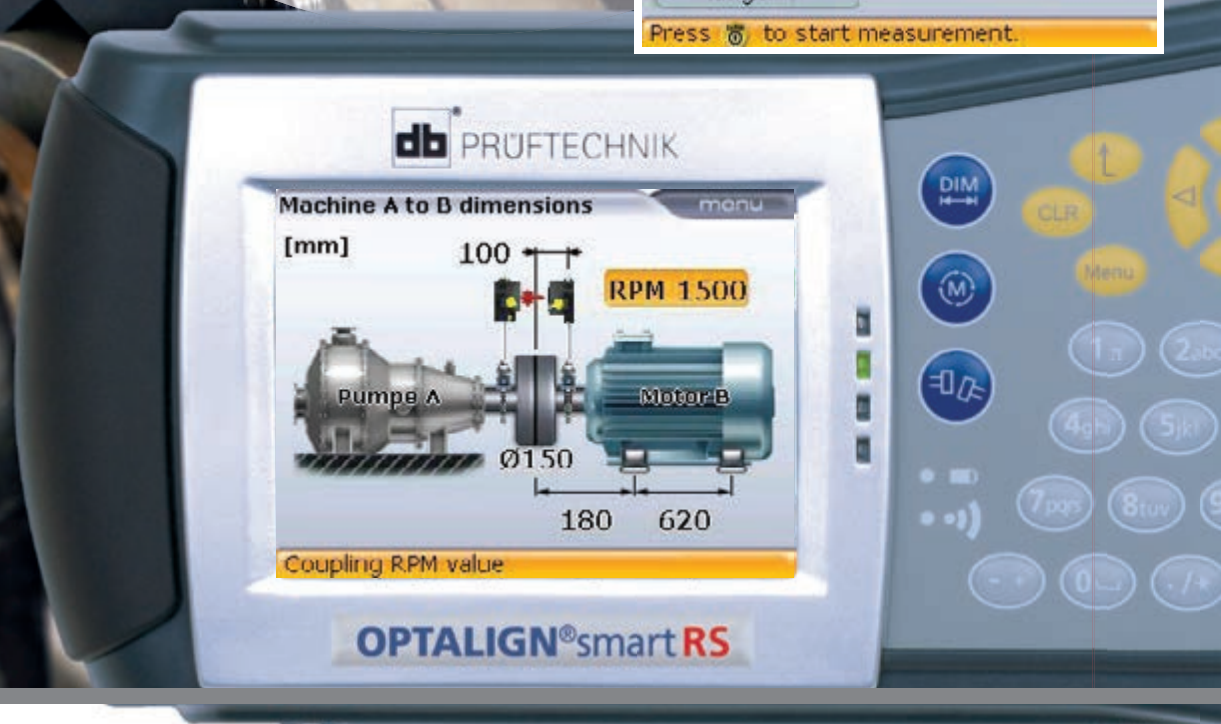 Press to start measurement.
db PRÜFTECHNIK
®
Machine A to B dimensions
menu
[mm]
100
RPM 1500
Pumpe A
Motor B
Ø150
180 620
Coupling RPM value
OPTALIGN®smart RS
DIM
M
CLR
Menu
1
2abc
4ghi
5jkl
7pqrs
8tuv
9
- +
0
./*